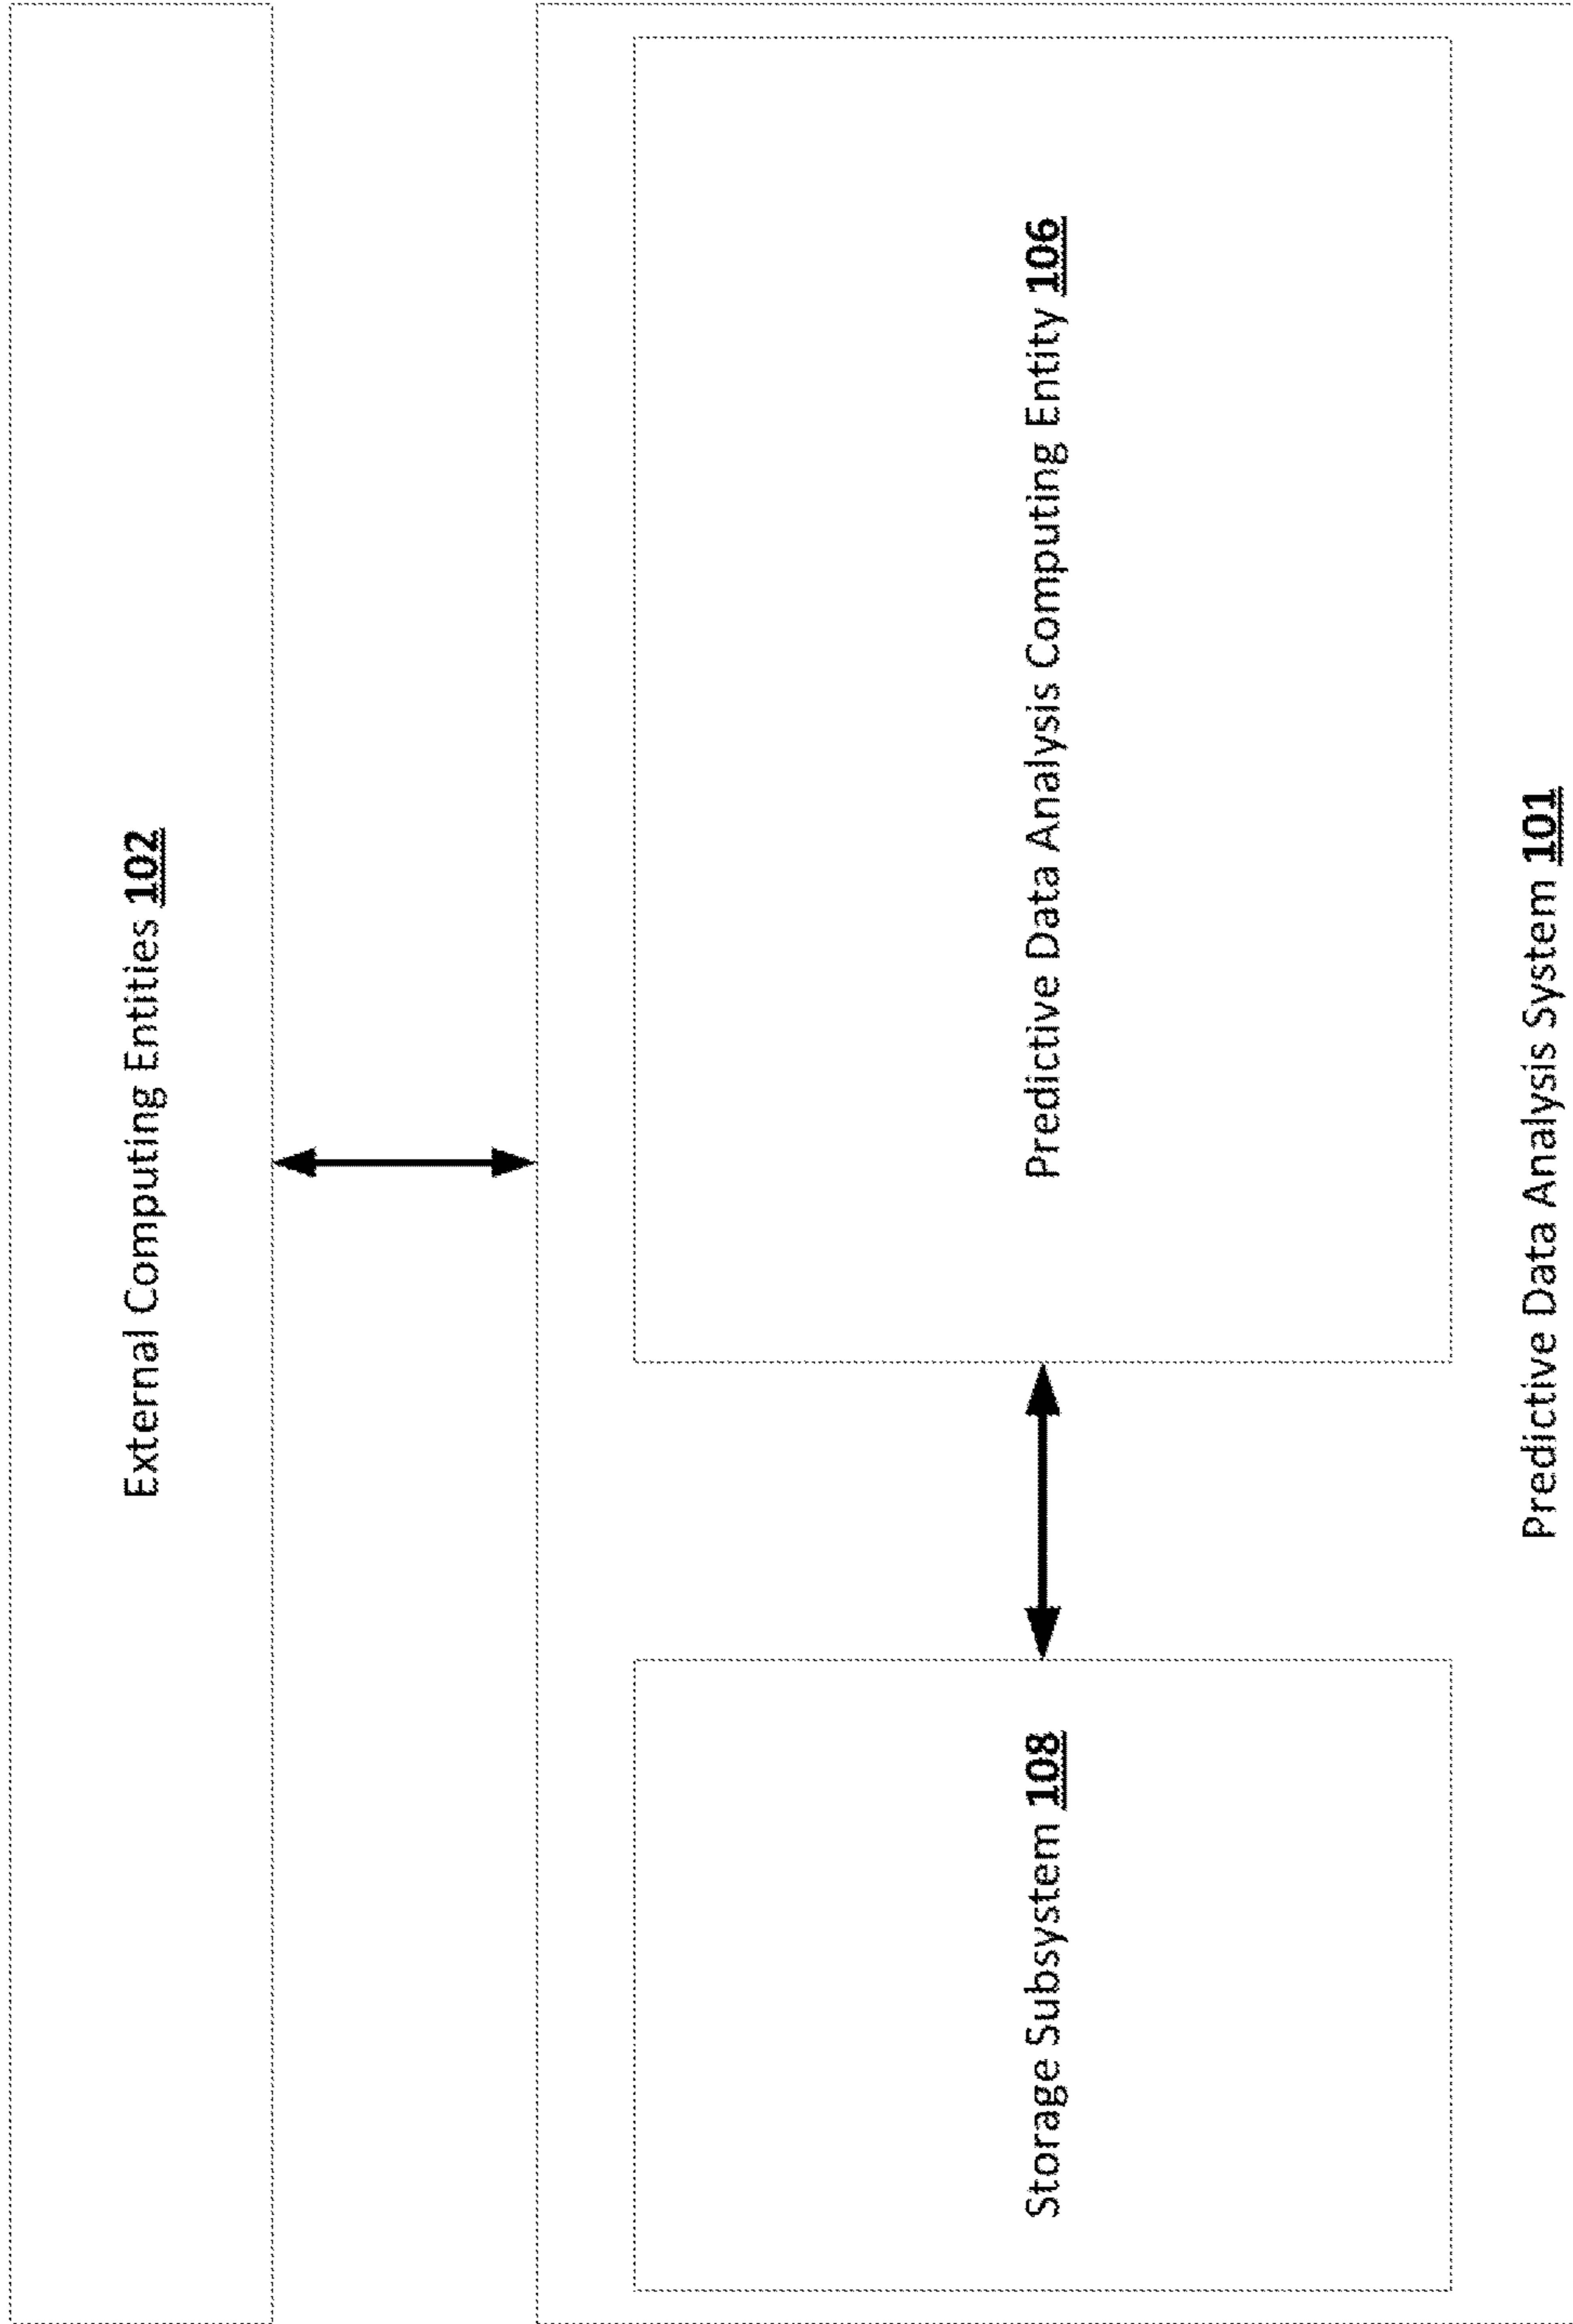 External Computing Entities 102
Storage Subsystem 108
Predictive Data Analysis Computing Entity 106
Predictive Data Analysis System 101